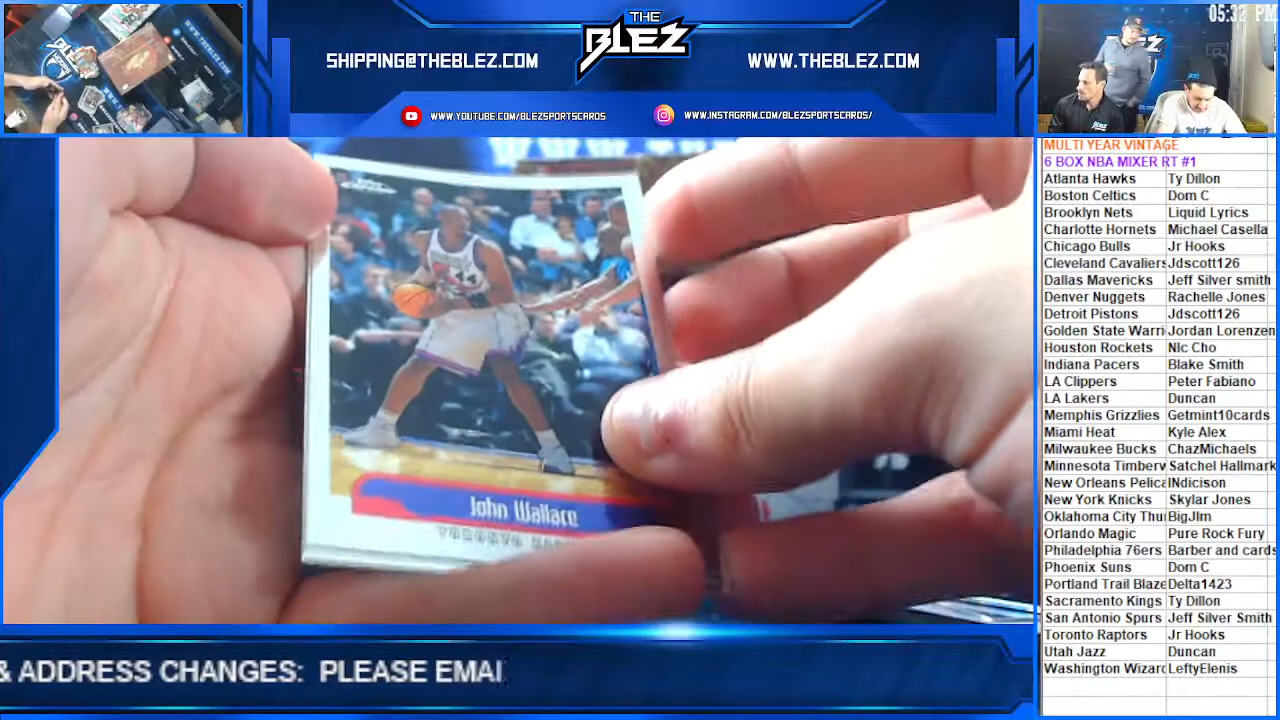 05:32 PM
THE
BLEZ
SHIPPING@THEBLEZ.COM
WWW.THEBLEZ.COM
WWW.YOUTUBE.COM/BLEZSPORTSCARDS
WWW.INSTAGRAM.COM/BLEZSPORTSCARDS/
44
John Wallace
TORONTO
MULTI YEAR VINTAGE
6 BOX NBA MIXER RT #1
Atlanta Hawks Ty Dillon
Boston Celtics Dom C
Brooklyn Nets Liquid Lyrics
Charlotte Hornets Michael Casella
Chicago Bulls Jr Hooks
Cleveland Cavaliers Jdscott126
Dallas Mavericks Jeff Silver smith
Denver Nuggets Rachelle Jones
Detroit Pistons Jdscott126
Golden State Warri Jordan Lorenzen
Houston Rockets NIc Cho
Indiana Pacers Blake Smith
LA Clippers Peter Fabiano
LA Lakers Duncan
Memphis Grizzlies Getmint10cards
Miami Heat Kyle Alex
Milwaukee Bucks ChazMichaels
Minnesota Timberw Satchel Hallmark
New Orleans Pelica INdicison
New York Knicks Skylar Jones
Oklahoma City Thu BigJIm
Orlando Magic Pure Rock Fury
Philadelphia 76ers Barber and cards
Phoenix Suns Dom C
Portland Trail Blaze Delta1423
Sacramento Kings Ty Dillon
San Antonio Spurs Jeff Silver Smith
Toronto Raptors Jr Hooks
Utah Jazz Duncan
Washington Wizard LeftyElenis
& ADDRESS CHANGES: PLEASE EMAI